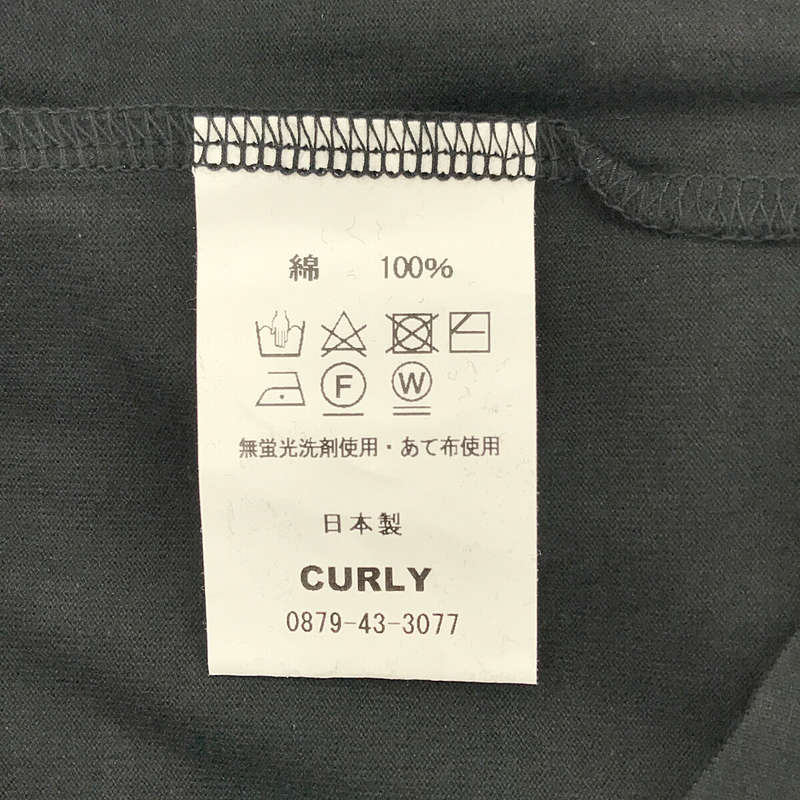 綿 100%
F W
無蛍光洗剤使用・あて布使用
日本製
CURLY
0879-43-3077